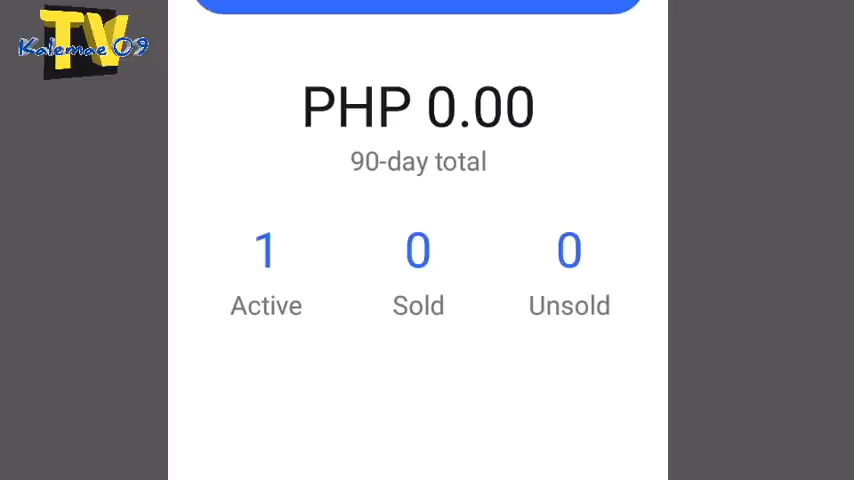 TV
Kalemae 09
PHP 0.00
90-day total
1 0 0
Active Sold Unsold